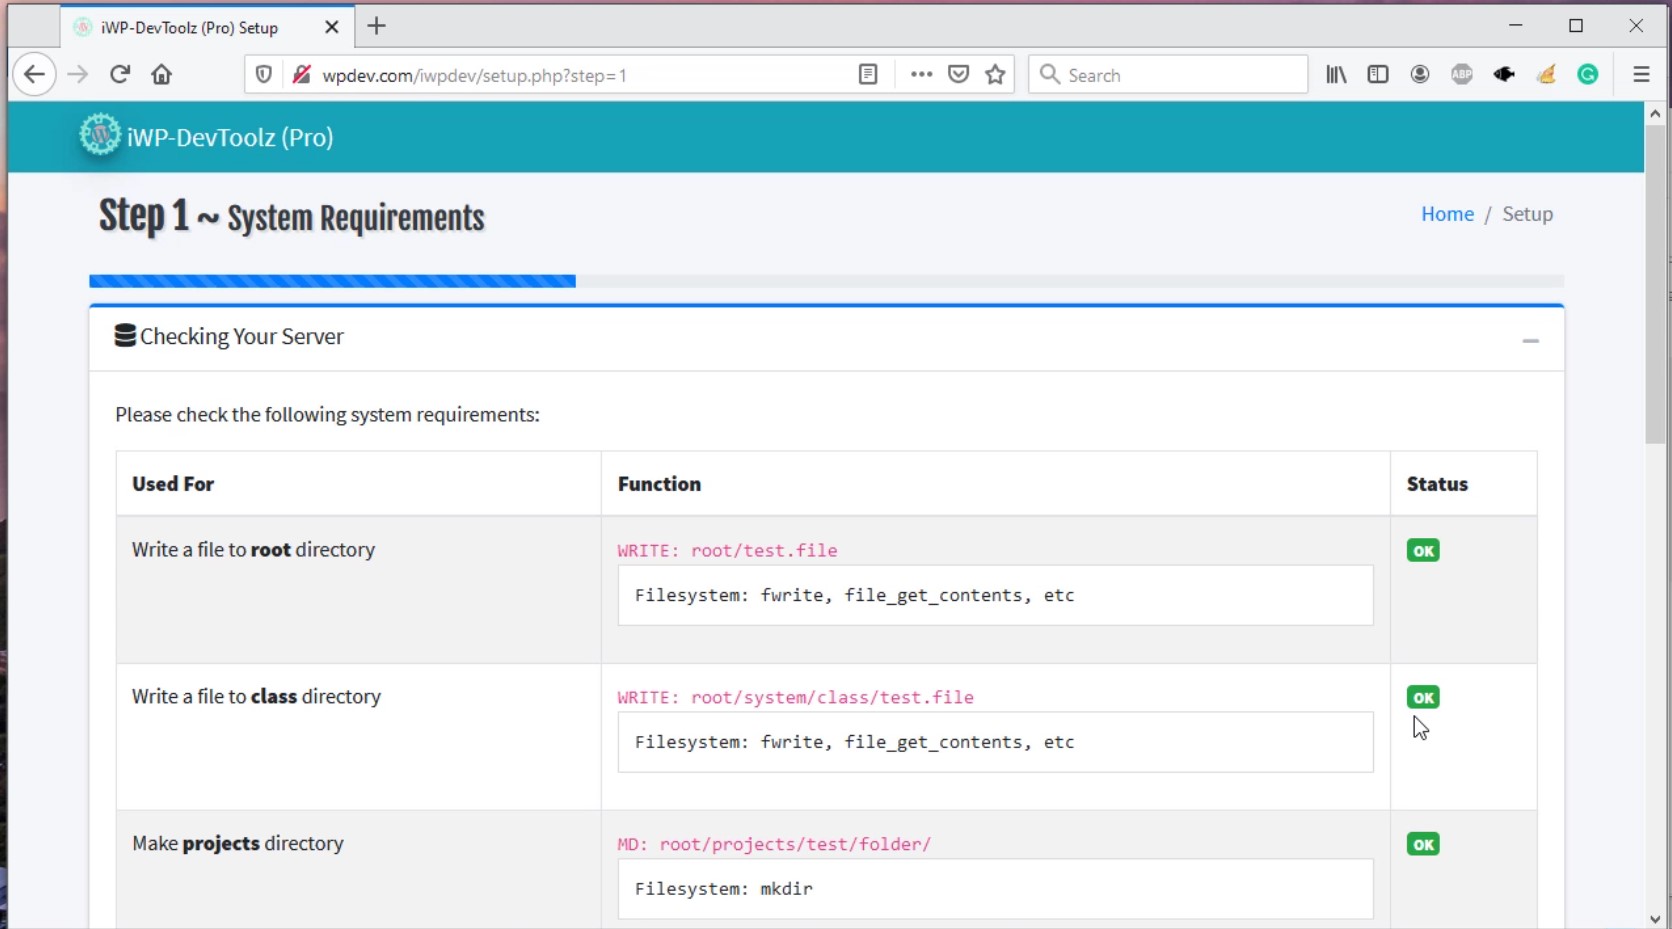 iWP-DevToolz (Pro) Setup
wpdev.com/iwpdev/setup.php?step=1
Search
ABP
iWP-DevToolz (Pro)
Step 1 ~ System Requirements
Home / Setup
Checking Your Server
Please check the following system requirements:
Used For Function Status
Write a file to root directory WRITE: root/test.file OK
Filesystem: fwrite, file_get_contents, etc
Write a file to class directory WRITE: root/system/class/test.file OK
Filesystem: fwrite, file_get_contents, etc
Make projects directory MD: root/projects/test/folder/ OK
Filesystem: mkdir